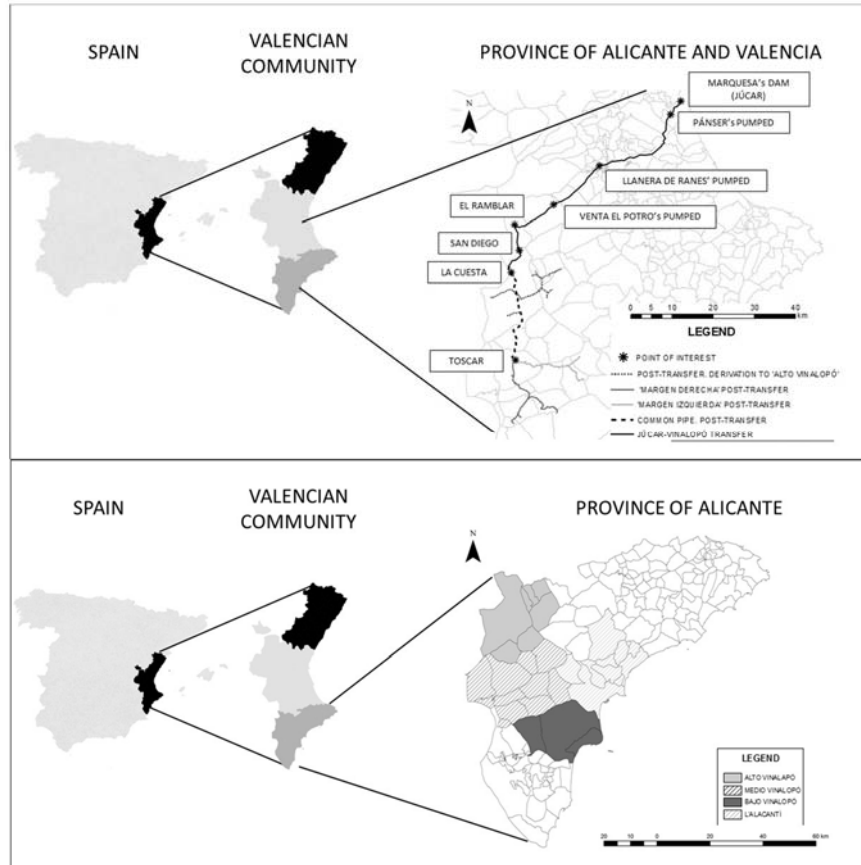 SPAIN
VALENCIAN
COMMUNITY
PROVINCE OF ALICANTE AND VALENCIA
N
MARQUESA's DAM
(JÚCAR)
PÁNSER's PUMPED
LLANERA DE RANES' PUMPED
VENTA EL POTRO's PUMPED
EL RAMBLAR
SAN DIEGO
LA CUESTA
TOSCAR
0 5 10 20 30 40
km
LEGEND
POINT OF INTEREST
POST-TRANSFER. DERIVATION TO 'ALTO VINALOPÓ'
'MARGEN DERECHA' POST-TRANSFER
'MARGEN IZQUIERDA' POST-TRANSFER
COMMON PIPE. POST-TRANSFER
JÚCAR-VINALOPÓ TRANSFER
SPAIN
VALENCIAN
COMMUNITY
PROVINCE OF ALICANTE
N
LEGEND
ALTO VINALAPÓ
MEDIO VINALOPÓ
BAJO VINALOPÓ
L'ALACANTÍ
20 10 0 20 40 60 km